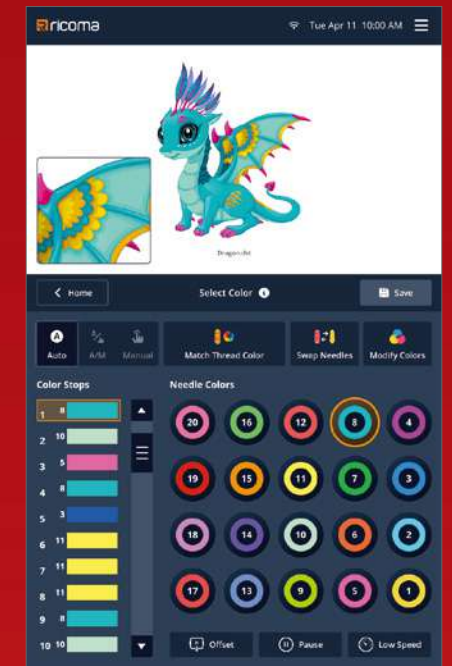 ricoma Tue Apr 11 10:00 AM
Dragon.dst
Home Select Color Save
Auto A/M Manual Match Thread Color Swap Needles Modify Colors
Color Stops Needle Colors
1 8
2 10
3 5
4 8
5 3
6 11
7 11
8 11
9 8
10 10
20 16 12 8 4
19 15 11 7 3
18 14 10 6 2
17 13 9 5 1
Offset Pause Low Speed